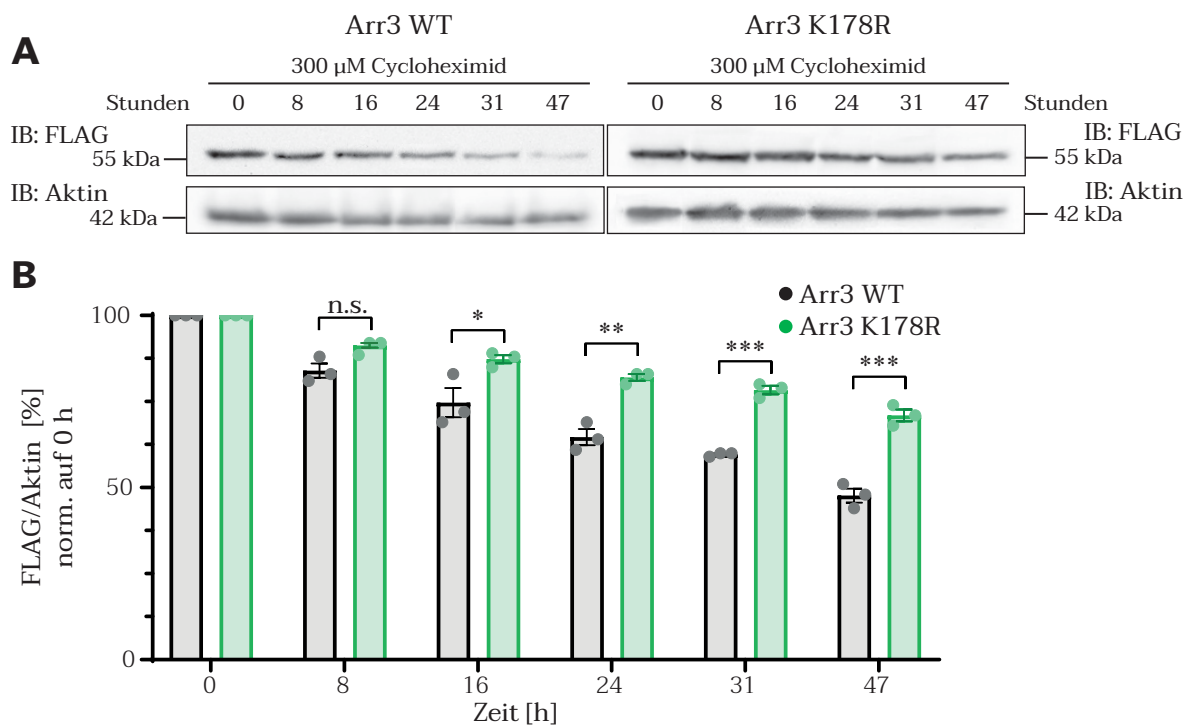 A
Arr3 WT
Arr3 K178R
300 µM Cycloheximid
300 µM Cycloheximid
Stunden 0 8 16 24 31 47
0 8 16 24 31 47 Stunden
IB: FLAG
IB: FLAG
55 kDa
55 kDa
IB: Aktin
IB: Aktin
42 kDa
42 kDa
B
Arr3 WT
Arr3 K178R
n.s. * ** *** ***
100
50
0
FLAG/Aktin [%]
norm. auf 0 h
0 8 16 24 31 47
Zeit [h]